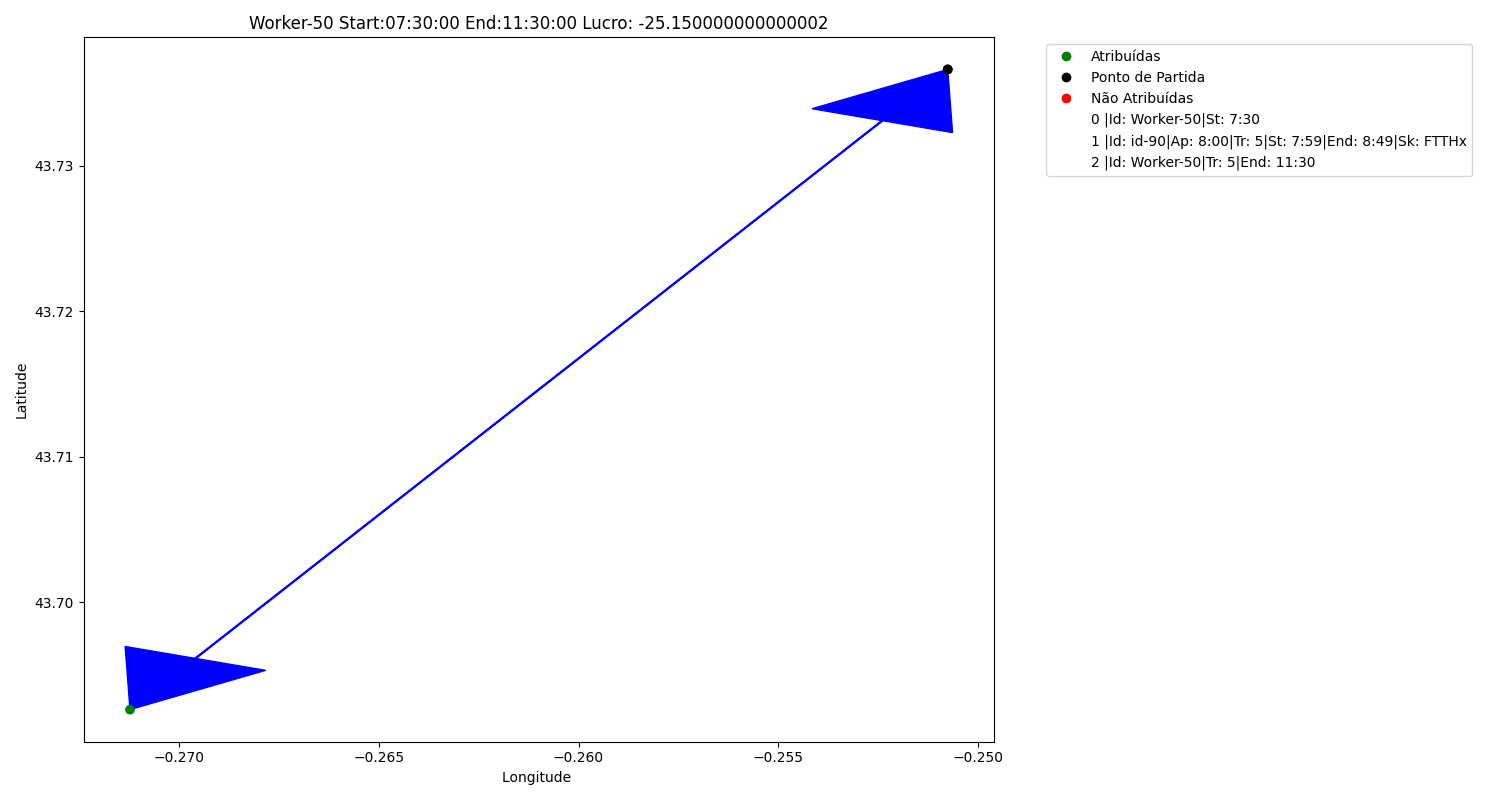 Worker-50 Start:07:30:00 End:11:30:00 Lucro: -25.150000000000002
Atribuídas
Ponto de Partida
Não Atribuídas
0 |Id: Worker-50|St: 7:30
1 |Id: id-90|Ap: 8:00|Tr: 5|St: 7:59|End: 8:49|Sk: FTTHx
2 |Id: Worker-50|Tr: 5|End: 11:30
43.73
43.72
43.71
43.70
Latitude
−0.270
−0.265
−0.260
−0.255
−0.250
Longitude